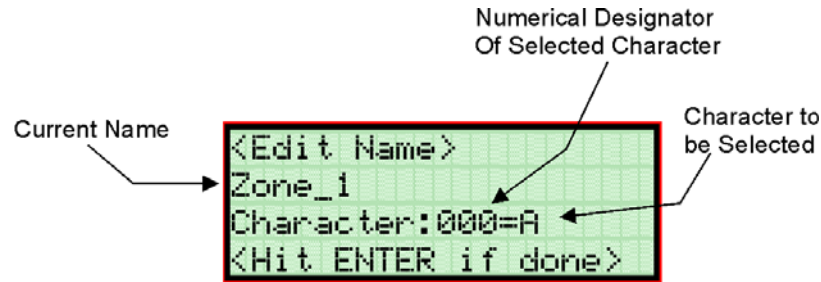 Numerical Designator
Of Selected Character
Character to
be Selected
Current Name
<Edit Name>
Zone_1
Character:000=A
<Hit ENTER if done>